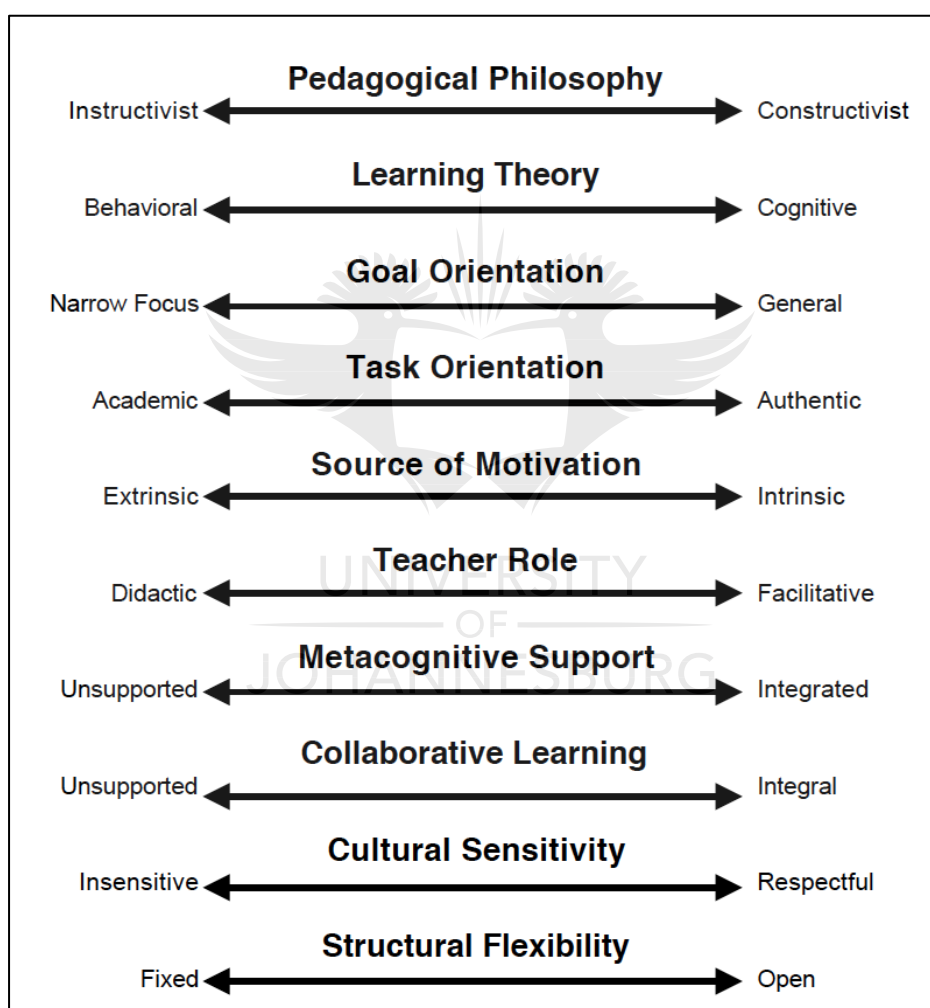 Pedagogical Philosophy
Instructivist Constructivist
Learning Theory
Behavioral Cognitive
Goal Orientation
Narrow Focus General
Task Orientation
Academic Authentic
Source of Motivation
Extrinsic Intrinsic
Teacher Role
Didactic Facilitative
UNIVERSITY
OF
JOHANNESBURG
Metacognitive Support
Unsupported Integrated
Collaborative Learning
Unsupported Integral
Cultural Sensitivity
Insensitive Respectful
Structural Flexibility
Fixed Open